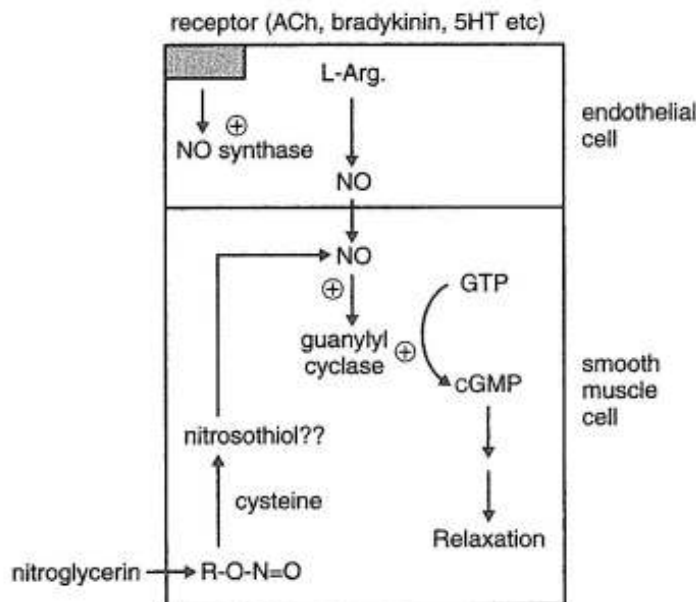 receptor (ACh, bradykinin, 5HT etc)
L-Arg.
endothelial
cell
⊕
NO synthase
NO
NO
GTP
⊕
guanylyl
cyclase ⊕
cGMP
smooth
muscle
cell
nitrosothiol??
cysteine
Relaxation
nitroglycerin
R-O-N=O